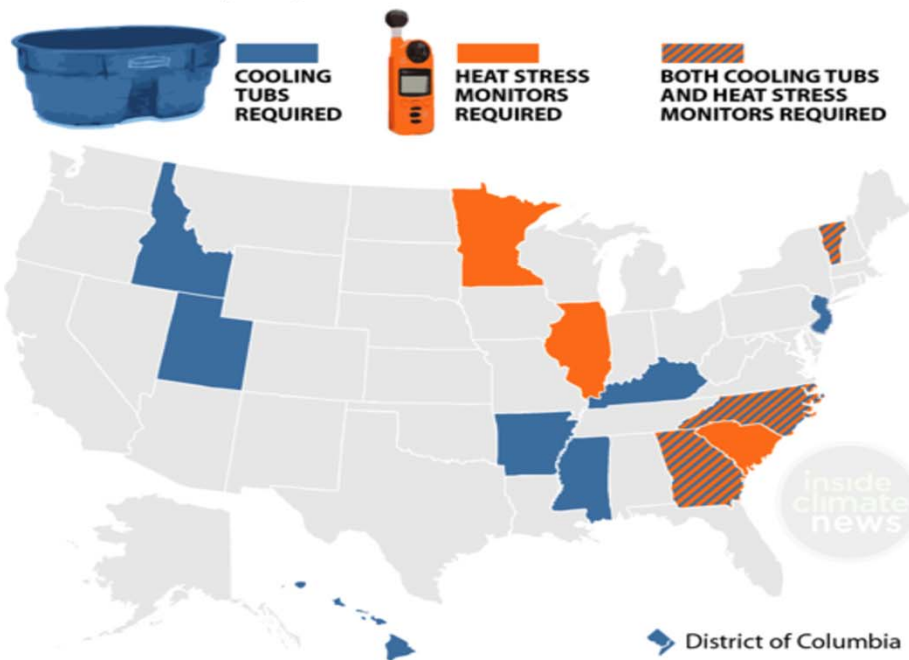 COOLING
TUBS
REQUIRED
HEAT STRESS
MONITORS
REQUIRED
BOTH COOLING TUBS
AND HEAT STRESS
MONITORS REQUIRED
inside
climate
news
District of Columbia